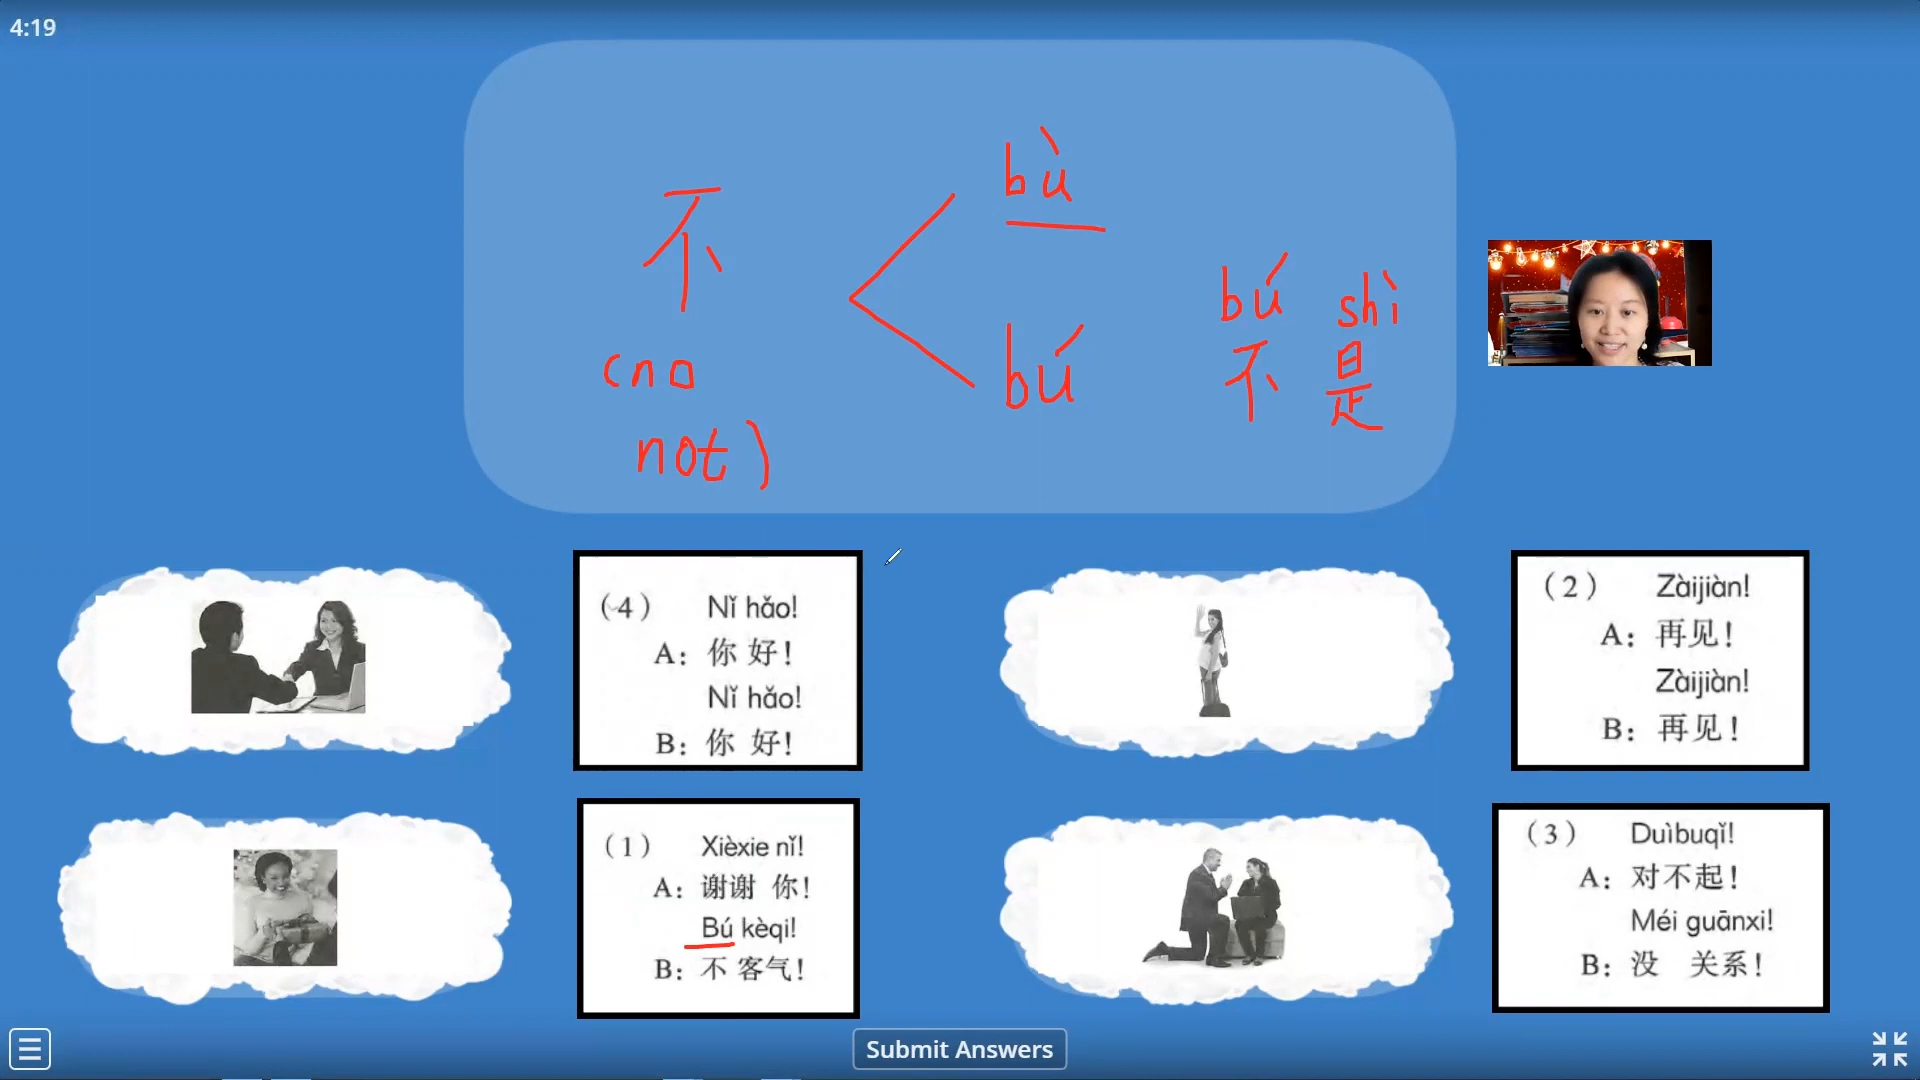 4:19
bù
不
bú shì
(no
bú
不 是
not)
(4) Nǐ hǎo!
A: 你 好!
Nǐ hǎo!
B: 你 好!
(2) Zàijiàn!
A: 再见!
Zàijiàn!
B: 再见!
(1) Xièxie nǐ!
A: 谢谢 你!
Bú kèqi!
B: 不 客气!
(3) Duìbuqǐ!
A: 对不起!
Méi guānxi!
B: 没 关系!
Submit Answers